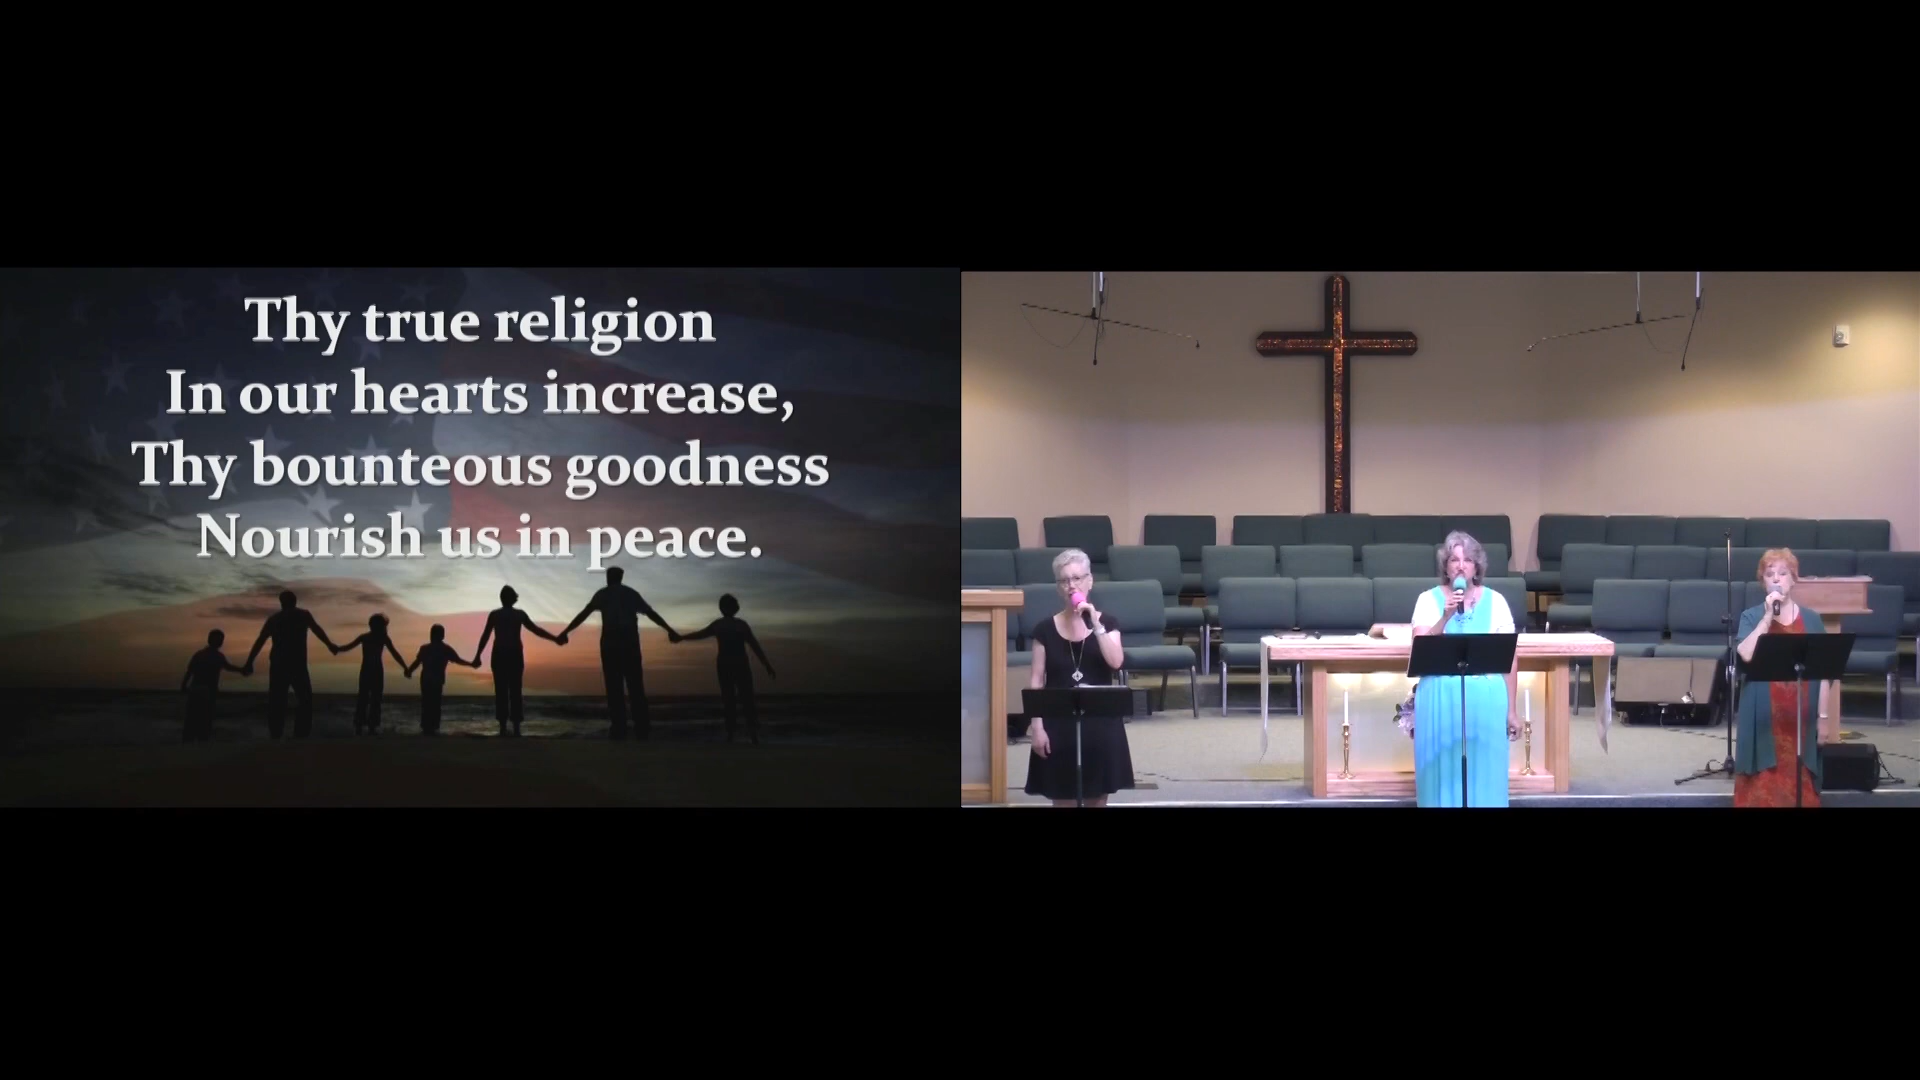 Thy true religion
In our hearts increase,
Thy bounteous goodness
Nourish us in peace.